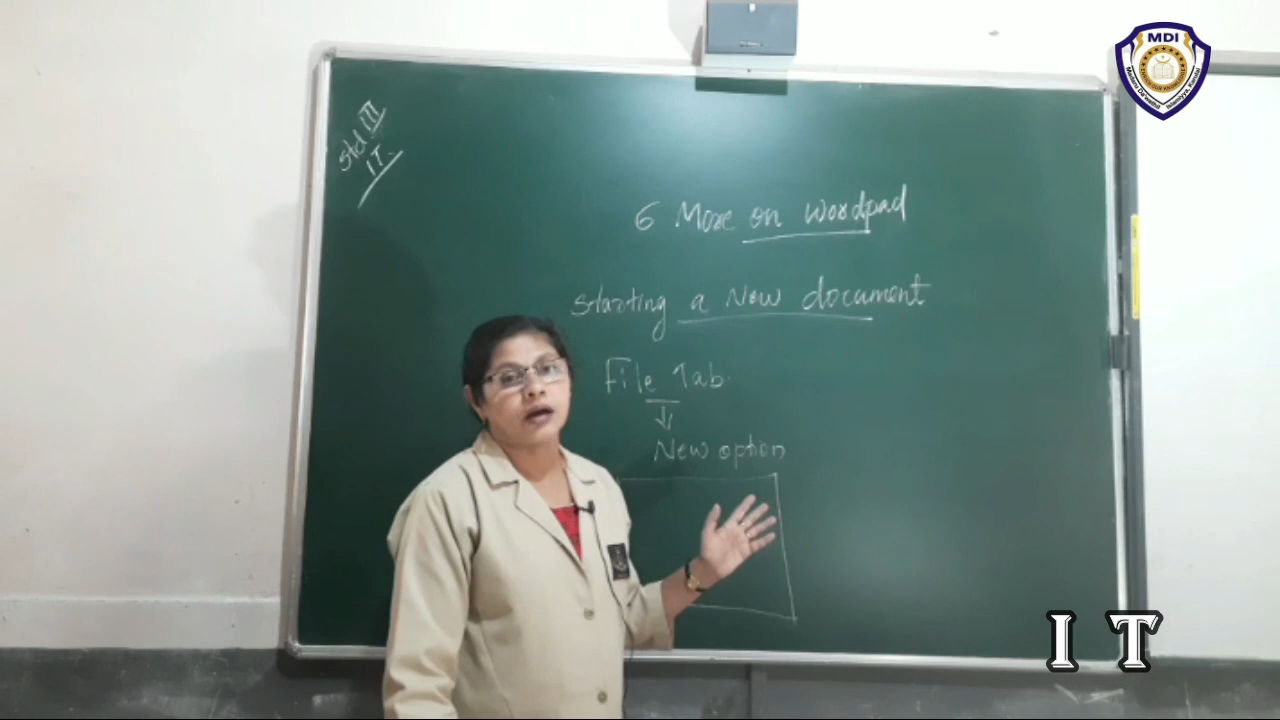 Std III
IT
6 More on Wordpad
Starting a New document
File Tab.
New option
MDI
I T